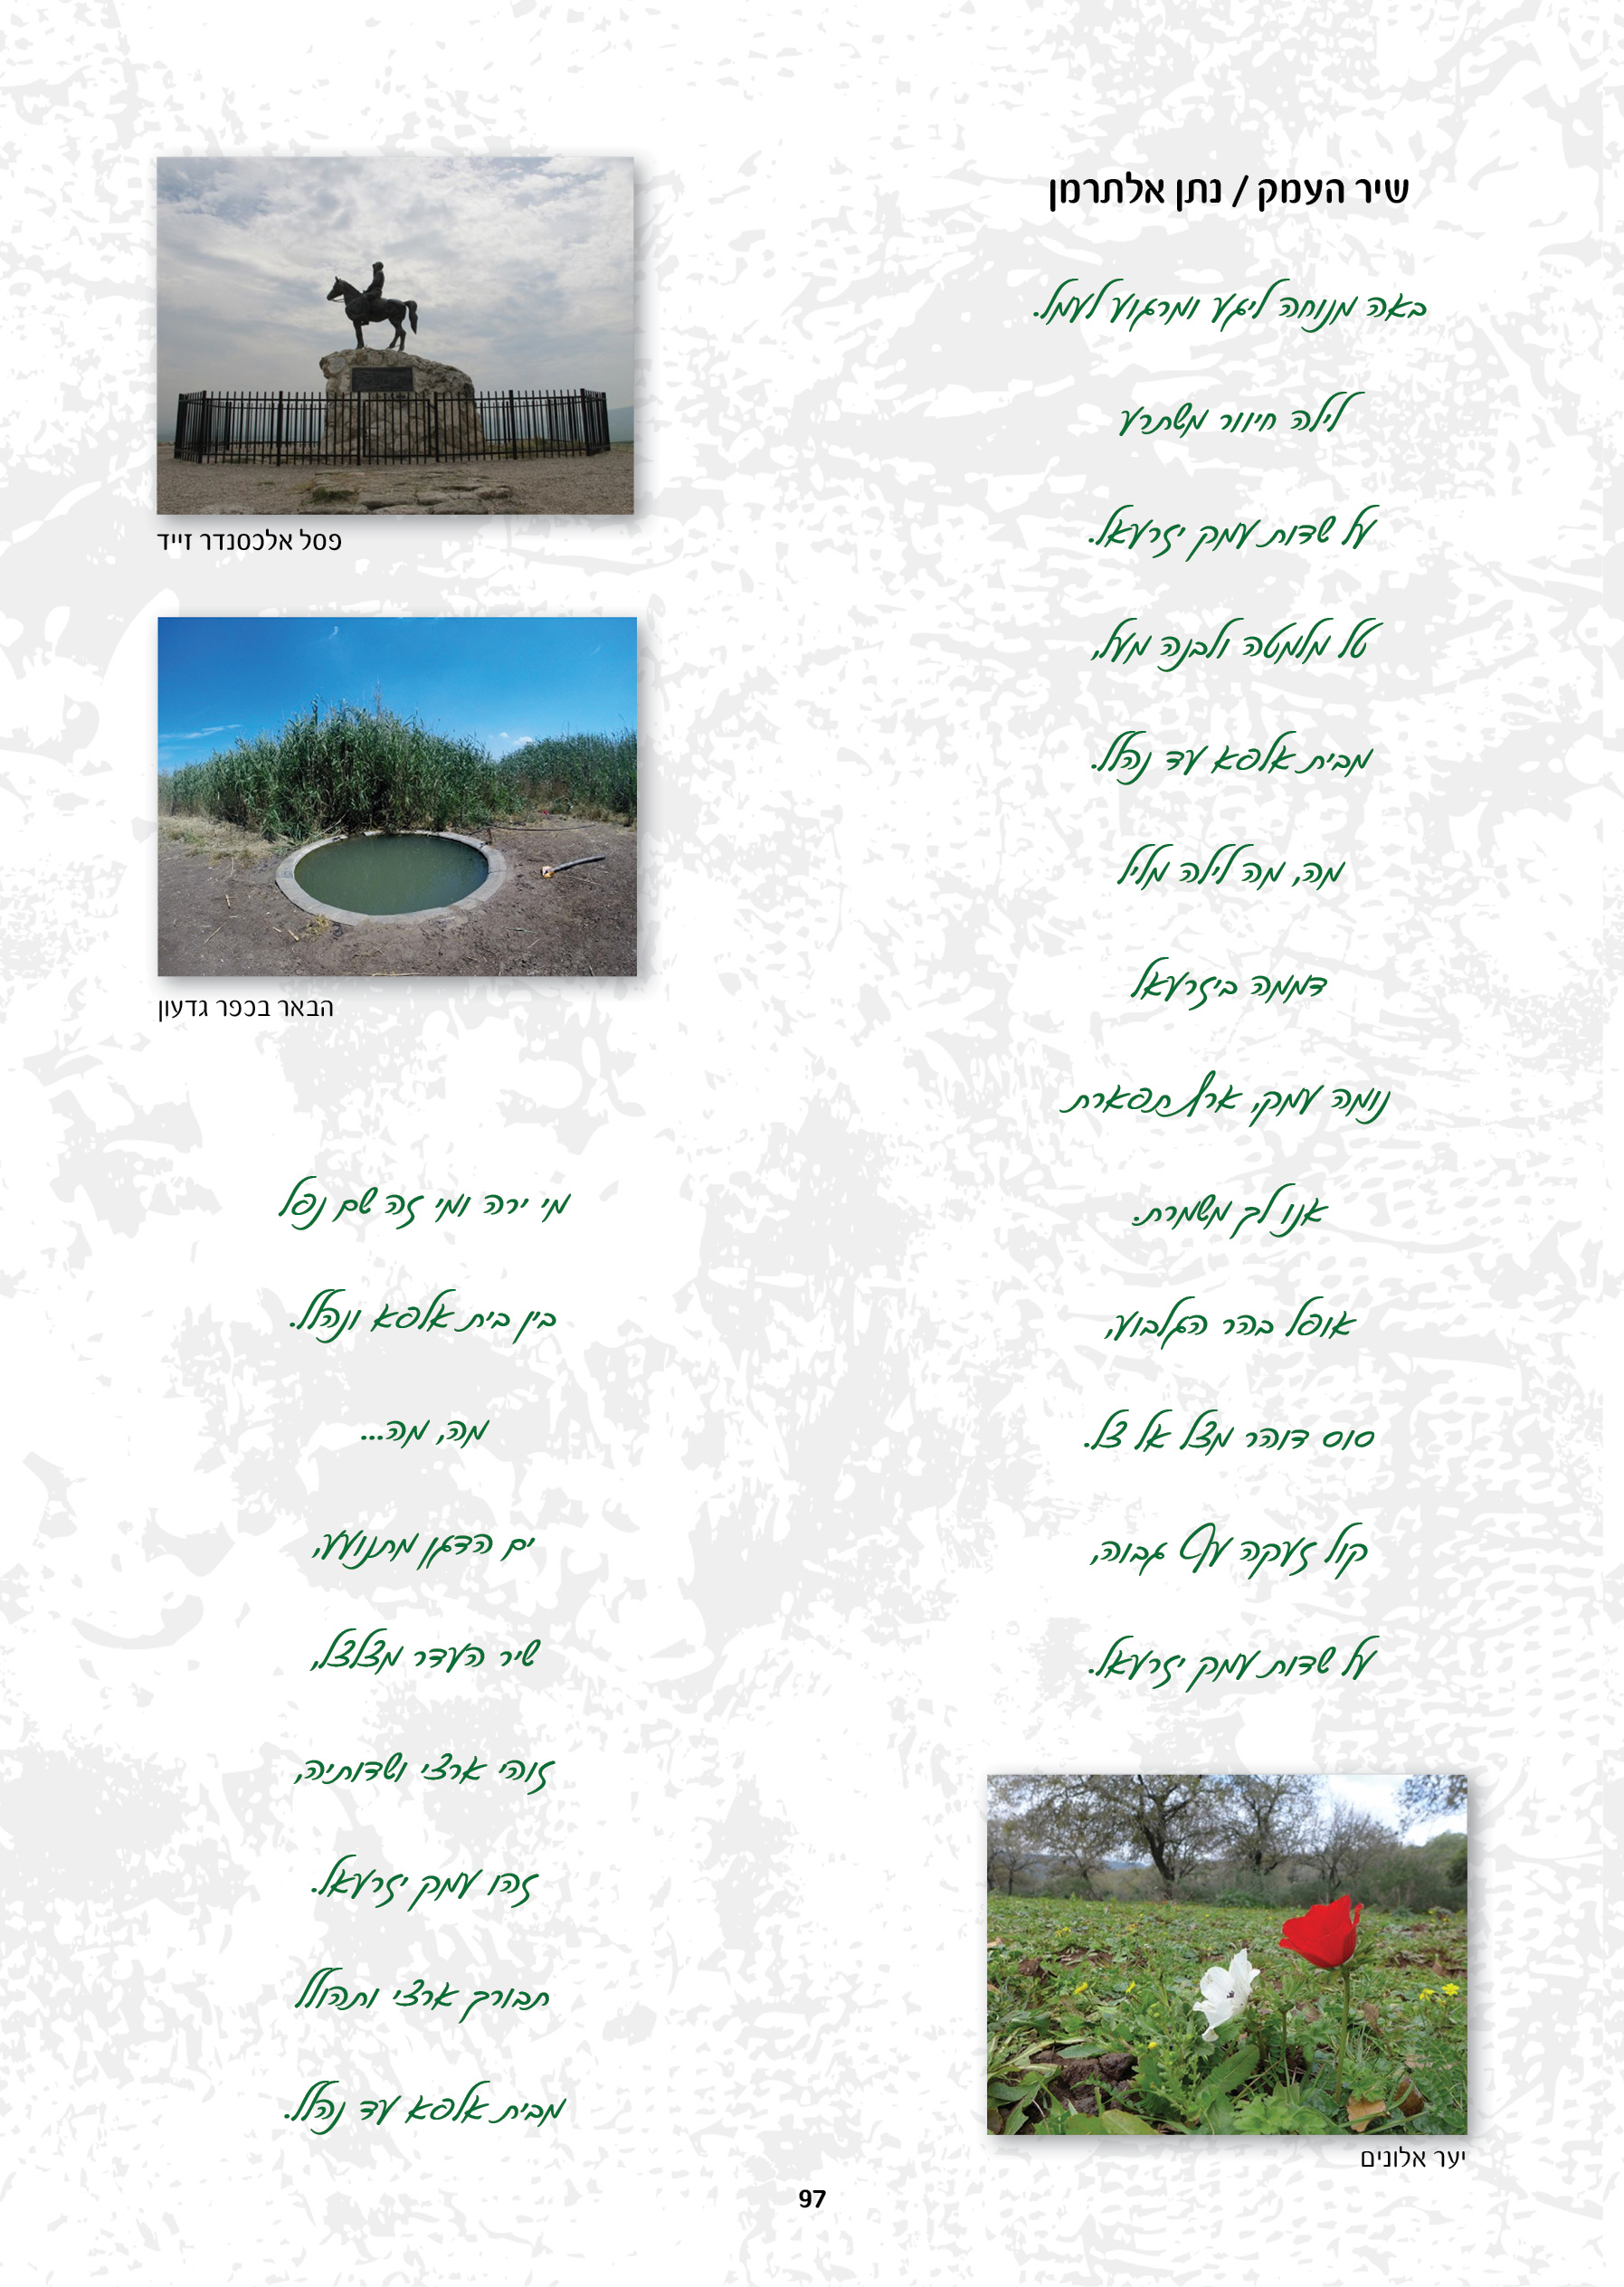 שיר העמק / נתן אלתרמן
באה מנוחה ליגע ומרגוע לעמל.
לילה חיוור משתרע
על שדות עמק יזרעאל.
טל מלמטה ולבנה מעל,
מבית אלפא עד נהלל.
מה, מה לילה מליל
דממה ביזרעאל
נומה עמק, ארץ תפארת
אנו לך משמרת.
אופל בהר הגלבוע,
סוס דוהר מצל אל צל.
קול זעקה עף גבוה,
על שדות עמק יזרעאל.
יער אלונים
פסל אלכסנדר זייד
הבאר בכפר גדעון
מי ירה ומי זה שם נפל
בין בית אלפא ונהלל.
מה, מה...
ים הדגן מתנועע,
שיר העדר מצלצל,
זוהי ארצי ושדותיה,
זהו עמק יזרעאל.
תבורך ארצי ותהולל
מבית אלפא עד נהלל.
97